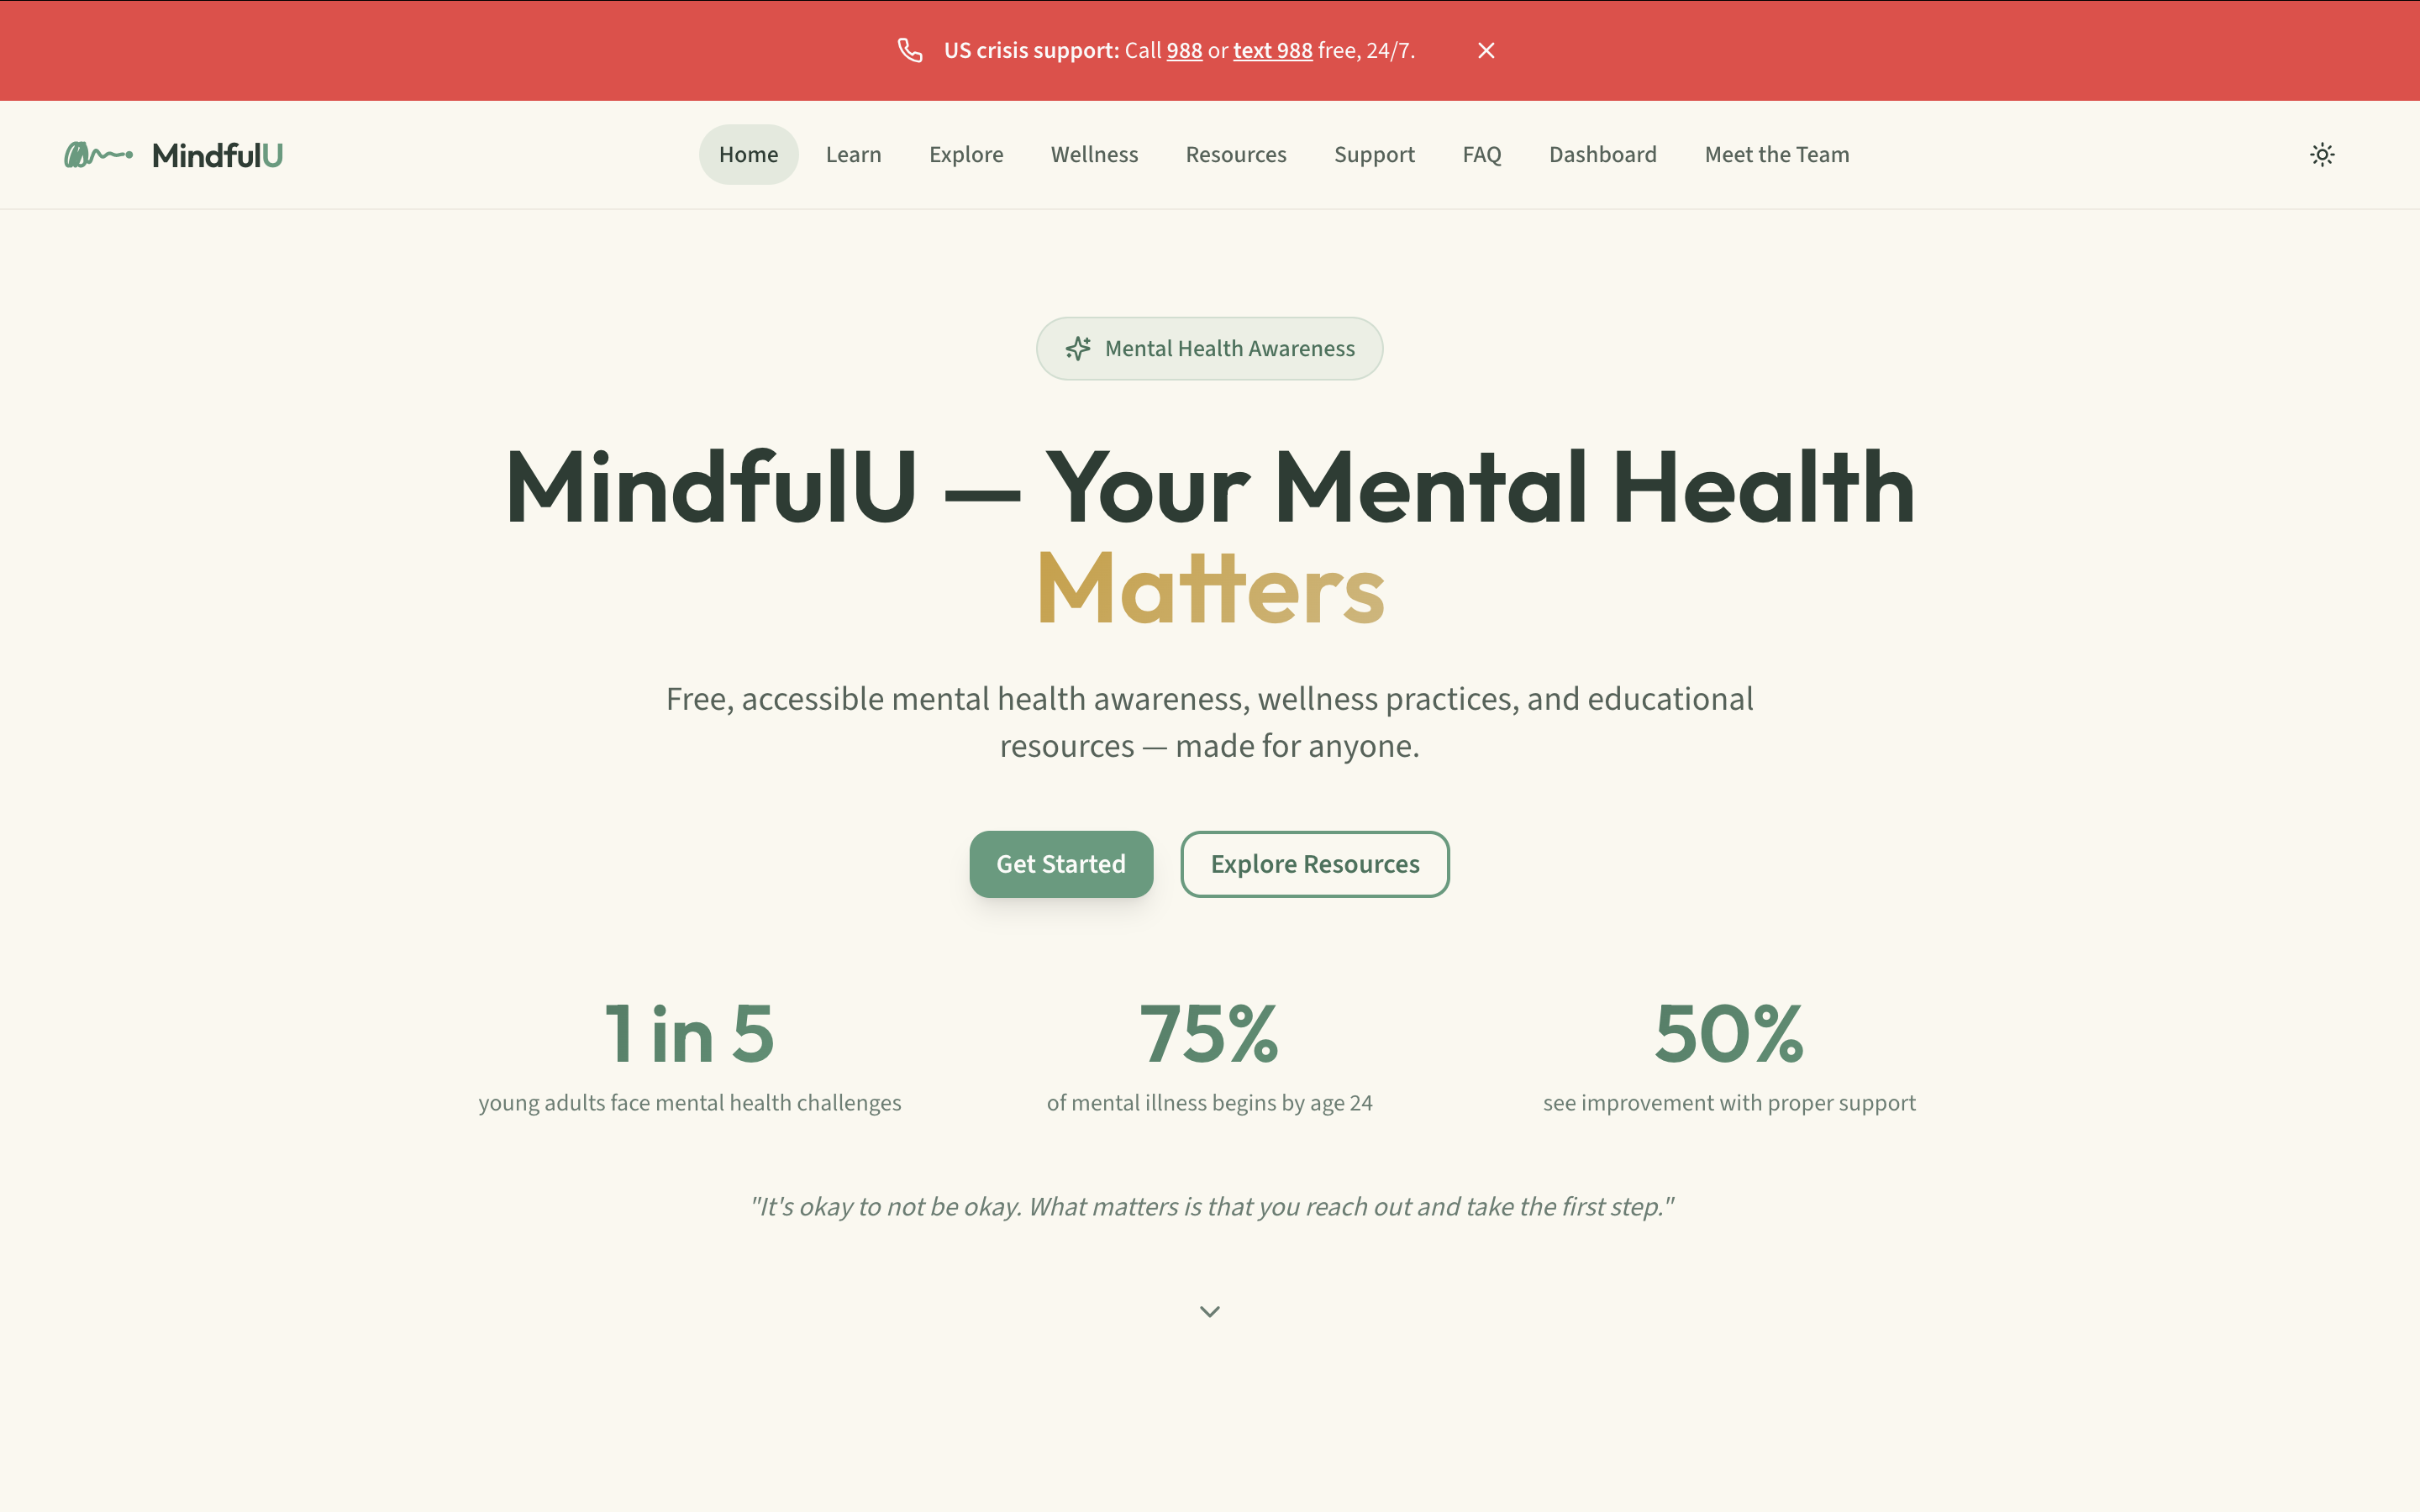 US crisis support: Call 988 or text 988 free, 24/7.
MindfulU
Home Learn Explore Wellness Resources Support FAQ Dashboard Meet the Team
Mental Health Awareness
MindfulU — Your Mental Health
Matters
Free, accessible mental health awareness, wellness practices, and educational
resources — made for anyone.
Get Started Explore Resources
1 in 5 75% 50%
young adults face mental health challenges of mental illness begins by age 24 see improvement with proper support
"It's okay to not be okay. What matters is that you reach out and take the first step."